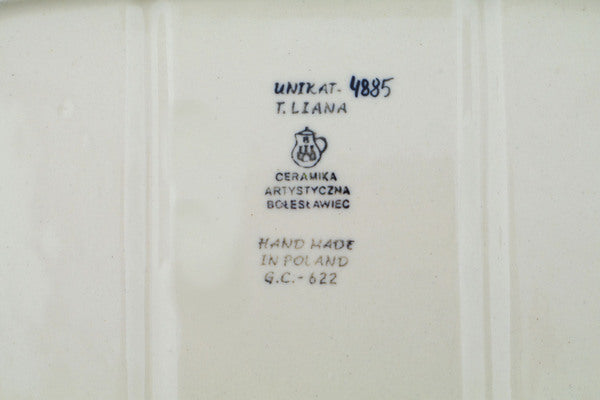 UNIKAT- 4885
T. LIANA
CERAMIKA
ARTYSTYCZNA
BOLESŁAWIEC
HAND MADE
IN POLAND
G.C.-622